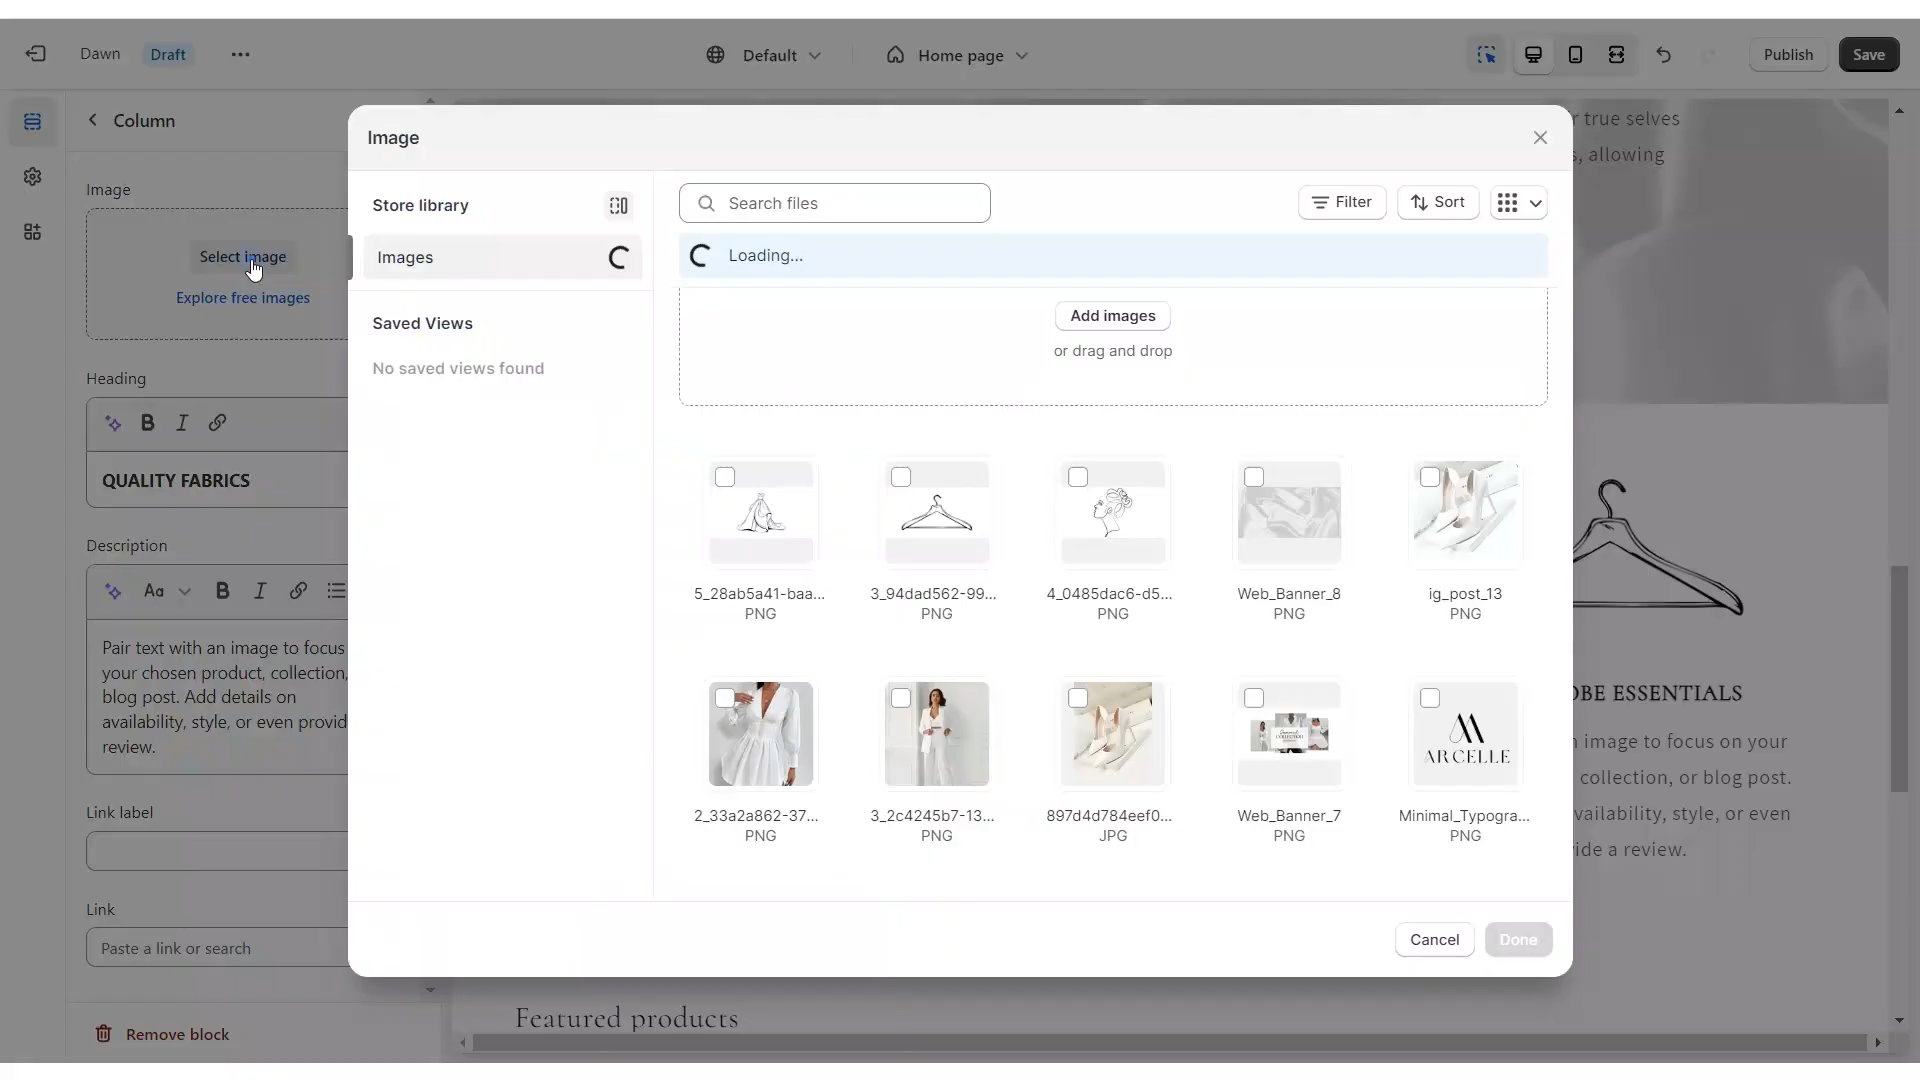 Dawn
Draft
Default
Home page
Publish
Save
Column
Image
Select image
Explore free images
Heading
QUALITY FABRICS
Description
Aa
Pair text with an image to focus
your chosen product, collection,
blog post. Add details on
availability, style, or even provid
review.
Link label
Link
Paste a link or search
Remove block
Image
Store library
Images
Saved Views
No saved views found
Search files
Filter
Sort
Loading...
Add images
or drag and drop
5_28ab5a41-baa...
PNG
3_94dad562-99...
PNG
4_0485dac6-d5...
PNG
Web_Banner_8
PNG
ig_post_13
PNG
2_33a2a862-37...
PNG
3_2c4245b7-13...
PNG
897d4d784eef0...
JPG
Web_Banner_7
PNG
ARCELLE
Minimal_Typogra...
PNG
Cancel
Done
r true selves
s, allowing
OBE ESSENTIALS
n image to focus on your
collection, or blog post.
vailability, style, or even
ide a review.
Featured products